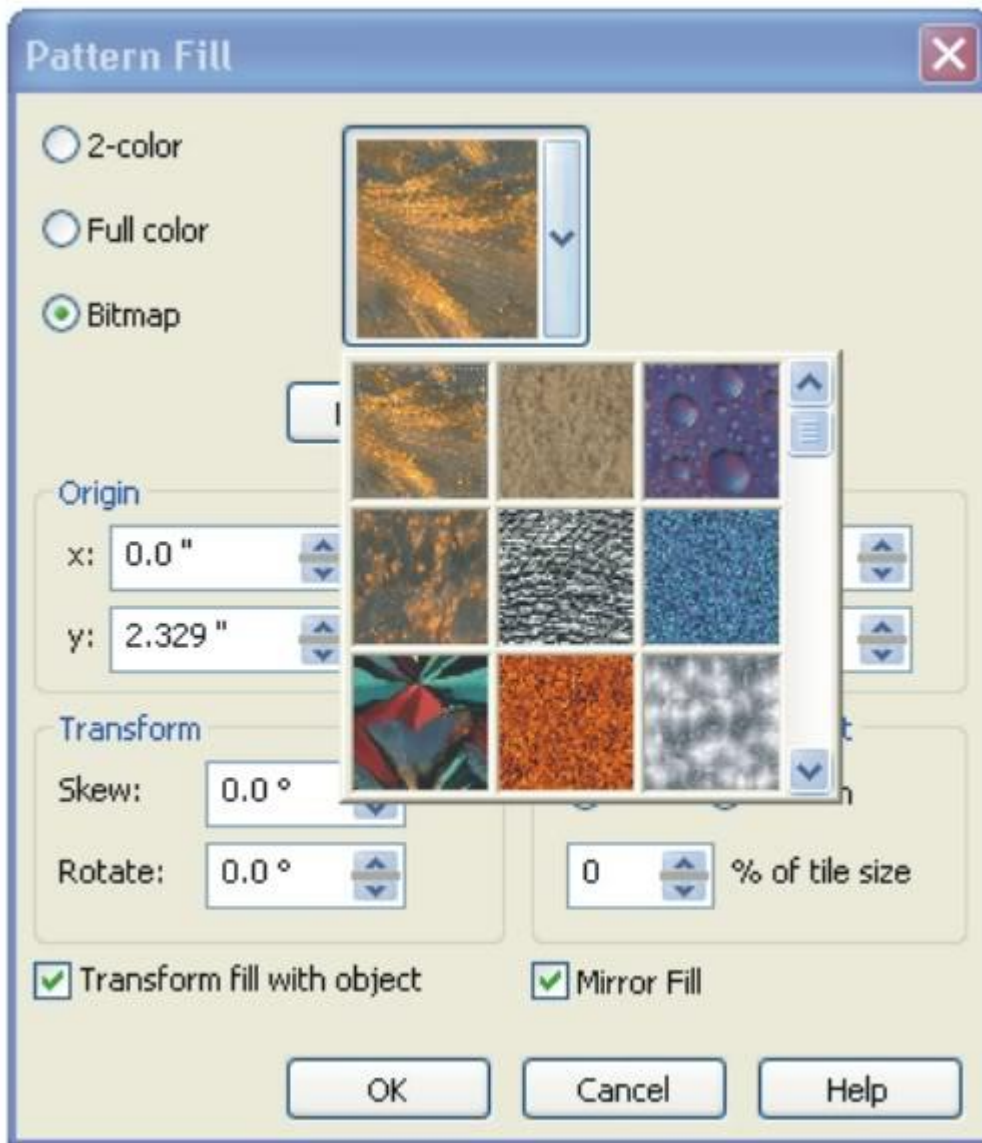 Pattern Fill
2-color
Full color
Bitmap
Origin
x: 0.0 "
y: 2.329 "
Transform
Skew: 0.0 °
Rotate: 0.0 °
0 % of tile size
Transform fill with object
Mirror Fill
OK Cancel Help